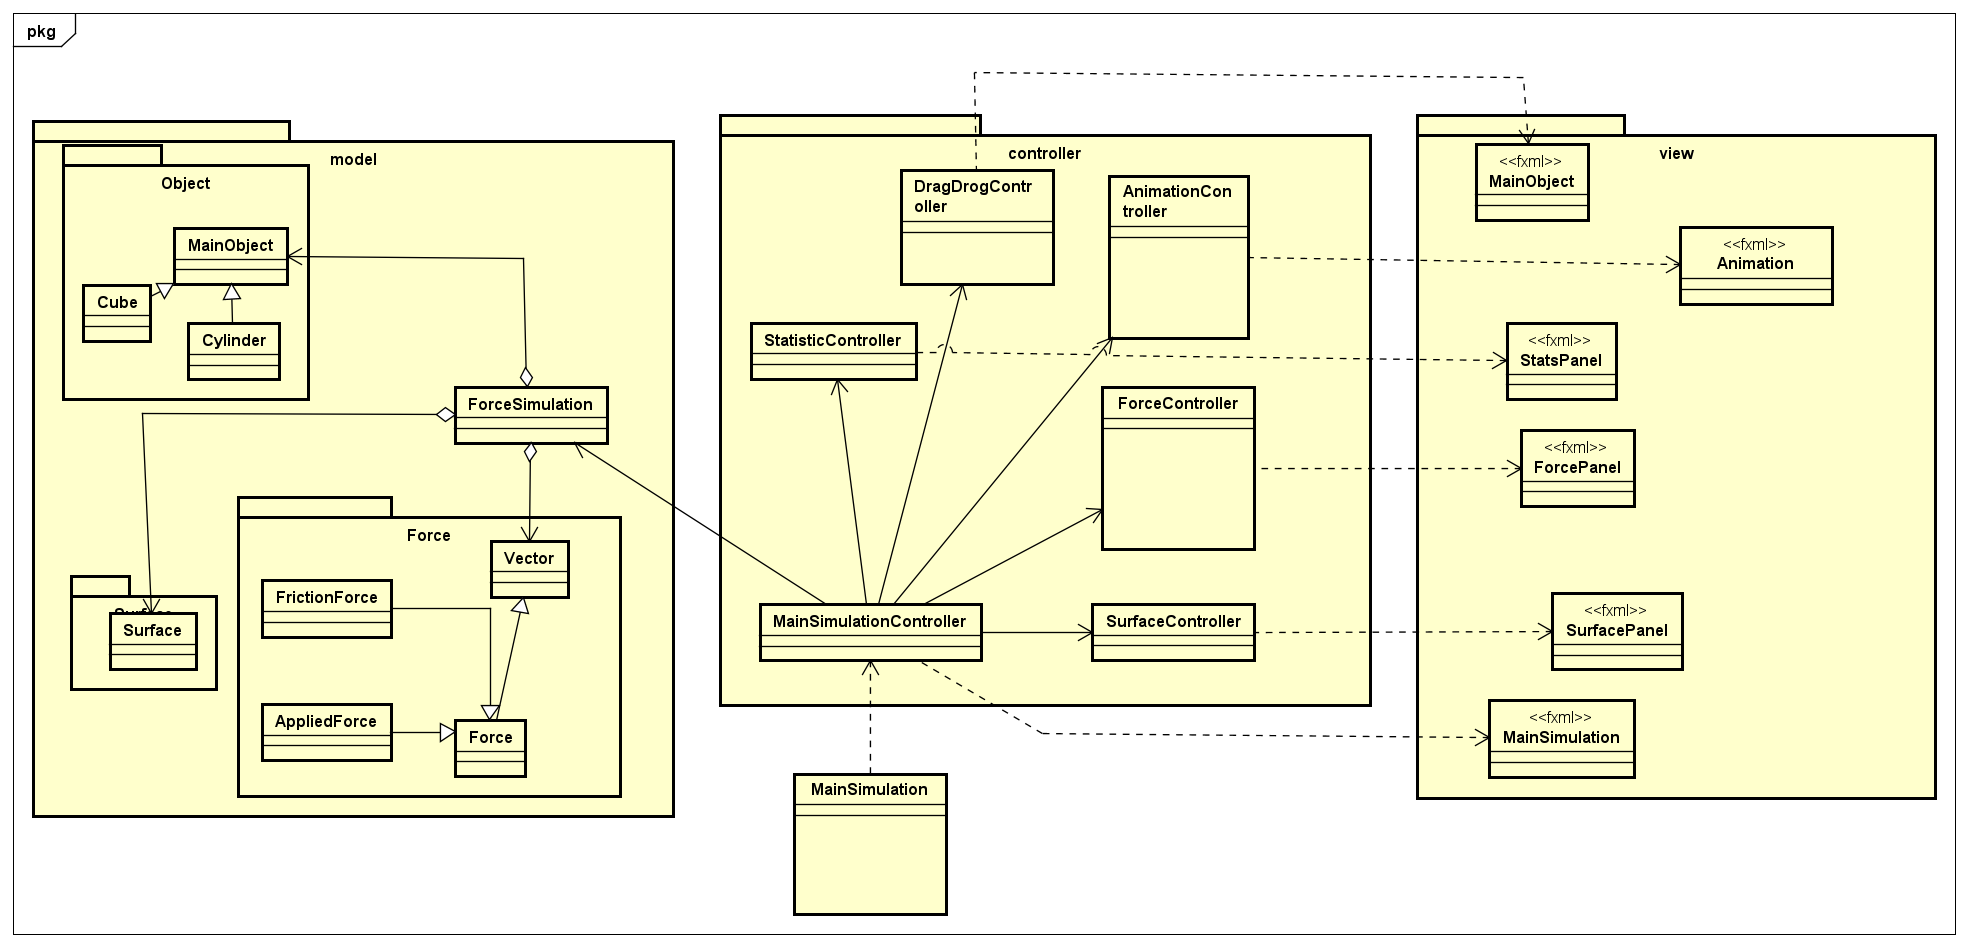 pkg
model
Object
MainObject
Cube
Cylinder
ForceSimulation
Force
Vector
FrictionForce
AppliedForce
Force
Surface
Surface
controller
DragDrogContr
oller
AnimationCon
troller
StatisticController
ForceController
MainSimulationController
SurfaceController
MainSimulation
view
<<fxml>>
MainObject
<<fxml>>
Animation
<<fxml>>
StatsPanel
<<fxml>>
ForcePanel
<<fxml>>
SurfacePanel
<<fxml>>
MainSimulation